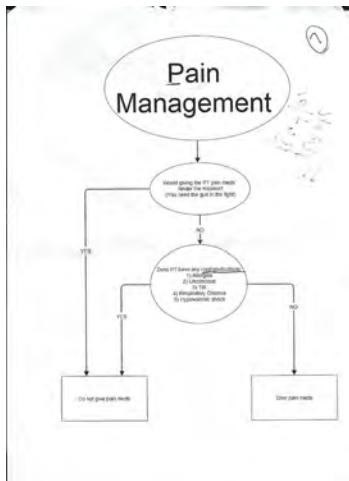 Pain
Management
Would giving the PT pain meds
hinder the mission?
(You need the gun in the fight)
NO
YES
Does PT have any contraindications
1) Allergies
2) Unconscious
3) TBI
4) Respiratory Distress
5) Hypovolemic shock
YES
NO
Do not give pain meds
Give pain meds